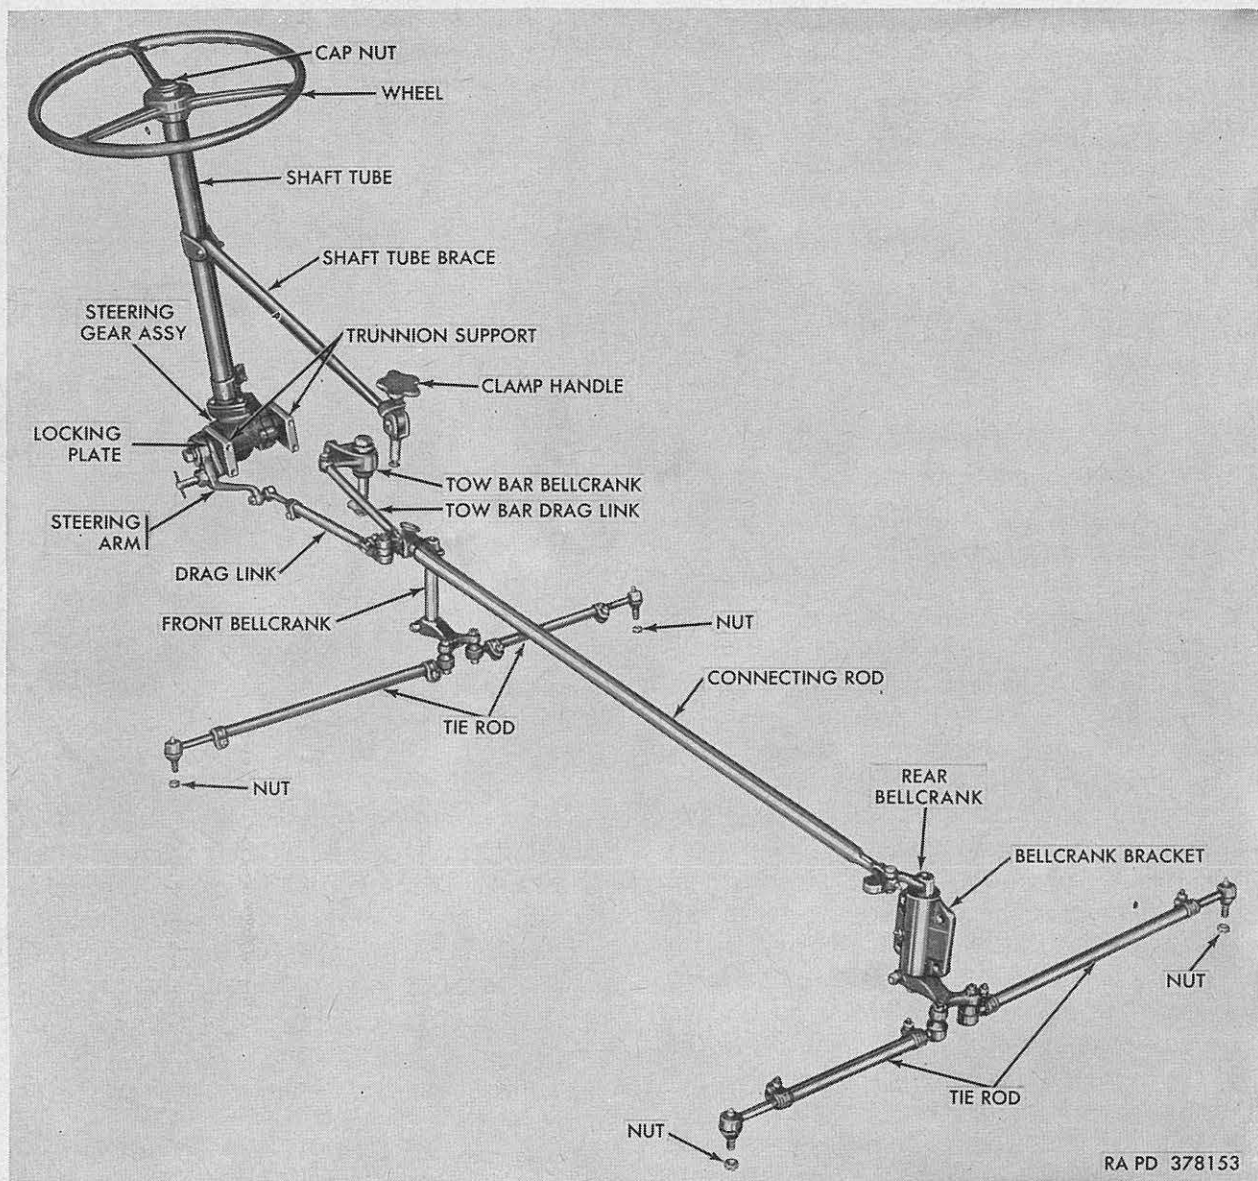 CAP NUT
WHEEL
SHAFT TUBE
SHAFT TUBE BRACE
STEERING
GEAR ASSY
TRUNNION SUPPORT
CLAMP HANDLE
LOCKING
PLATE
TOW BAR BELLCRANK
TOW BAR DRAG LINK
STEERING
ARM
DRAG LINK
FRONT BELLCRANK
NUT
CONNECTING ROD
TIE ROD
NUT
REAR
BELLCRANK
BELLCRANK BRACKET
NUT
TIE ROD
NUT
RA PD 378153